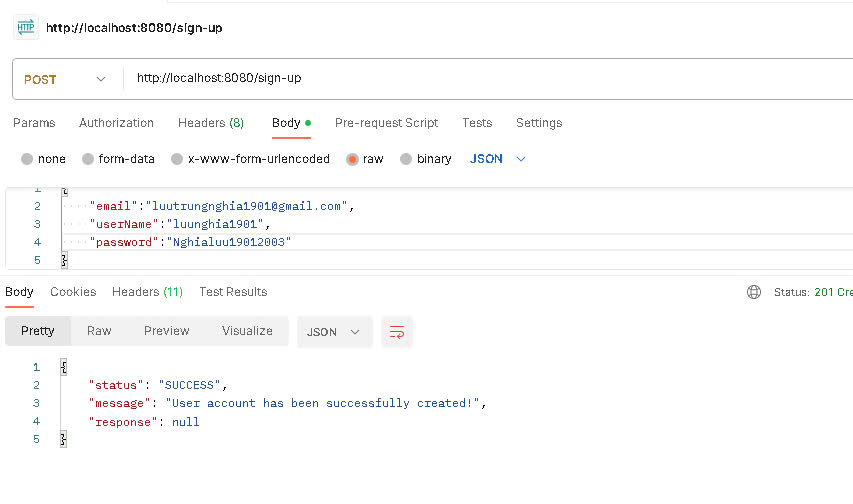 HTTP http://localhost:8080/sign-up
POST http://localhost:8080/sign-up
Params Authorization Headers (8) Body Pre-request Script Tests Settings
none form-data x-www-form-urlencoded raw binary JSON
1 {
2 "email":"luutrungnghia1901@gmail.com",
3 "userName":"luunghia1901",
4 "password":"Nghialuu19012003"
5 }
Body Cookies Headers (11) Test Results Status: 201 Cre
Pretty Raw Preview Visualize JSON
1 {
2 "status": "SUCCESS",
3 "message": "User account has been successfully created!",
4 "response": null
5 }